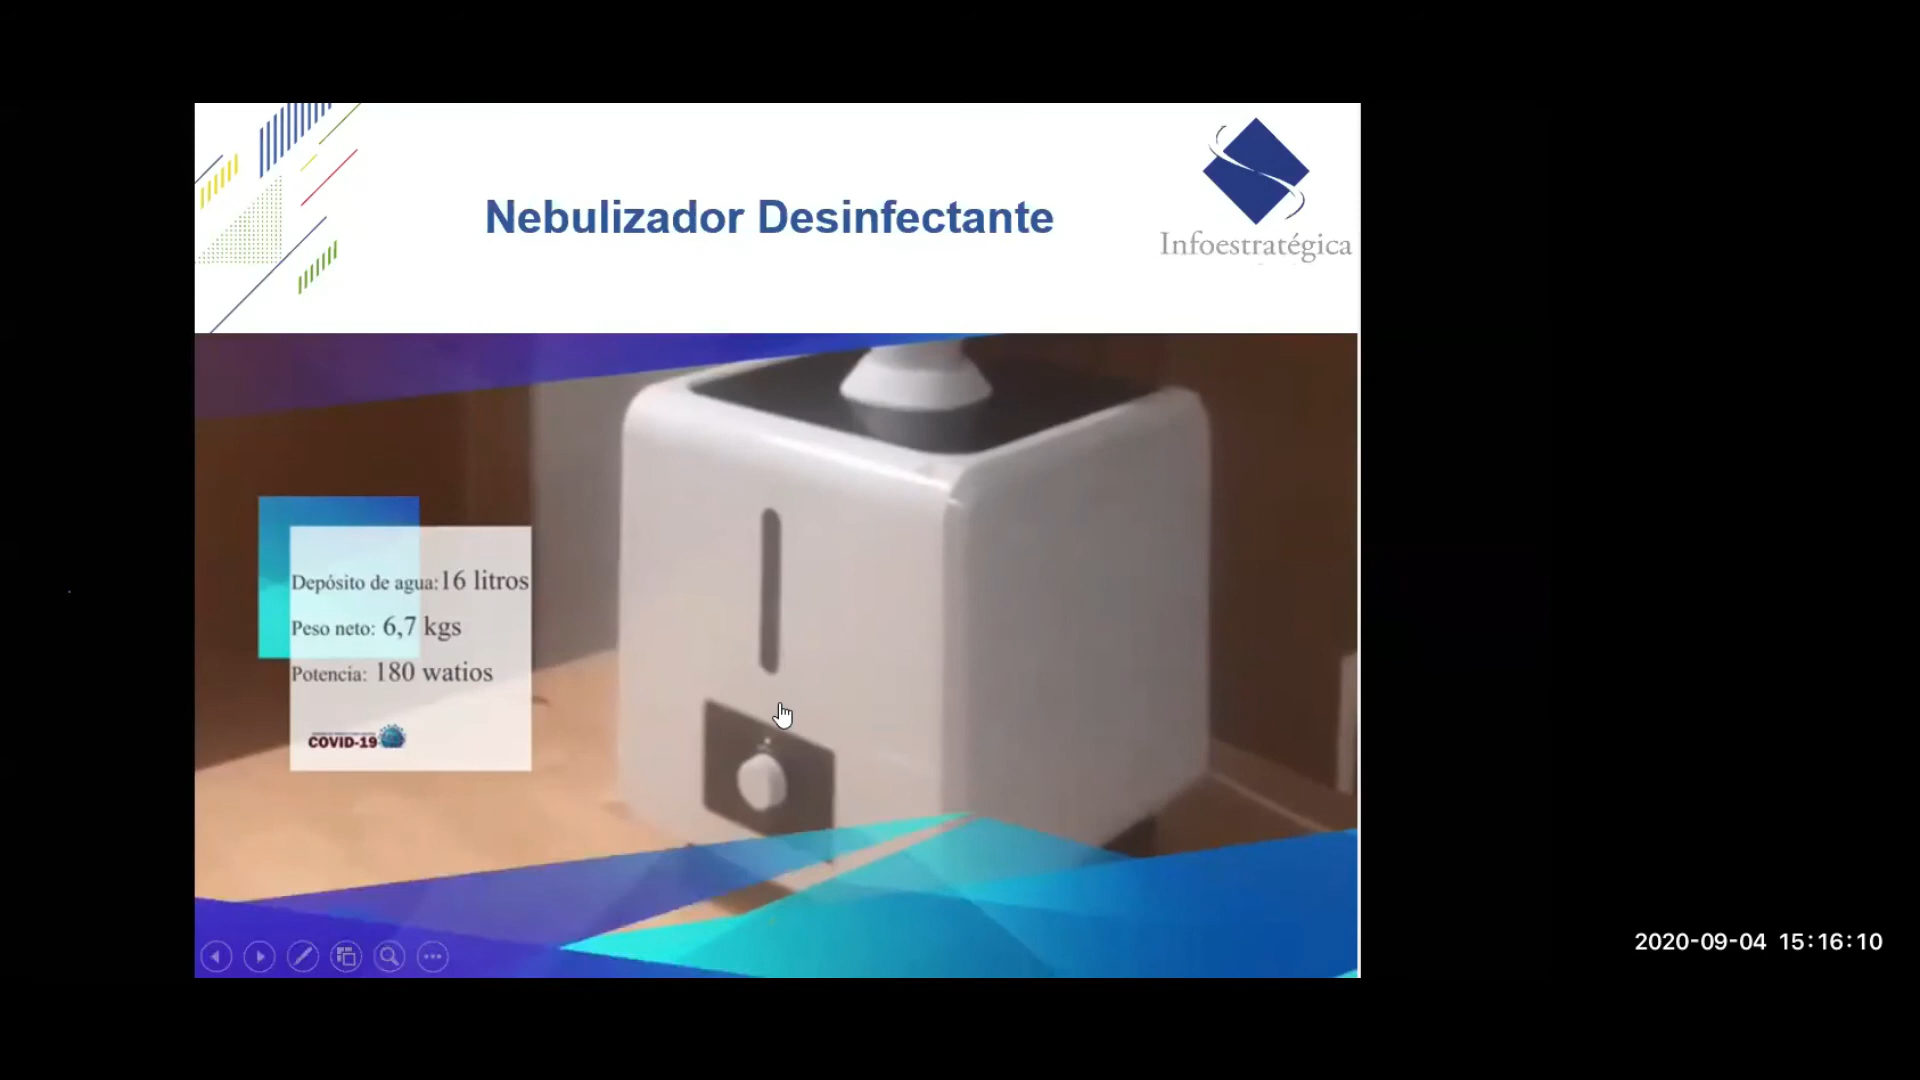 Nebulizador Desinfectante
Infoestratégica
Depósito de agua:16 litros
Peso neto: 6,7 kgs
Potencia: 180 watios
COVID-19
2020-09-04 15:16:10